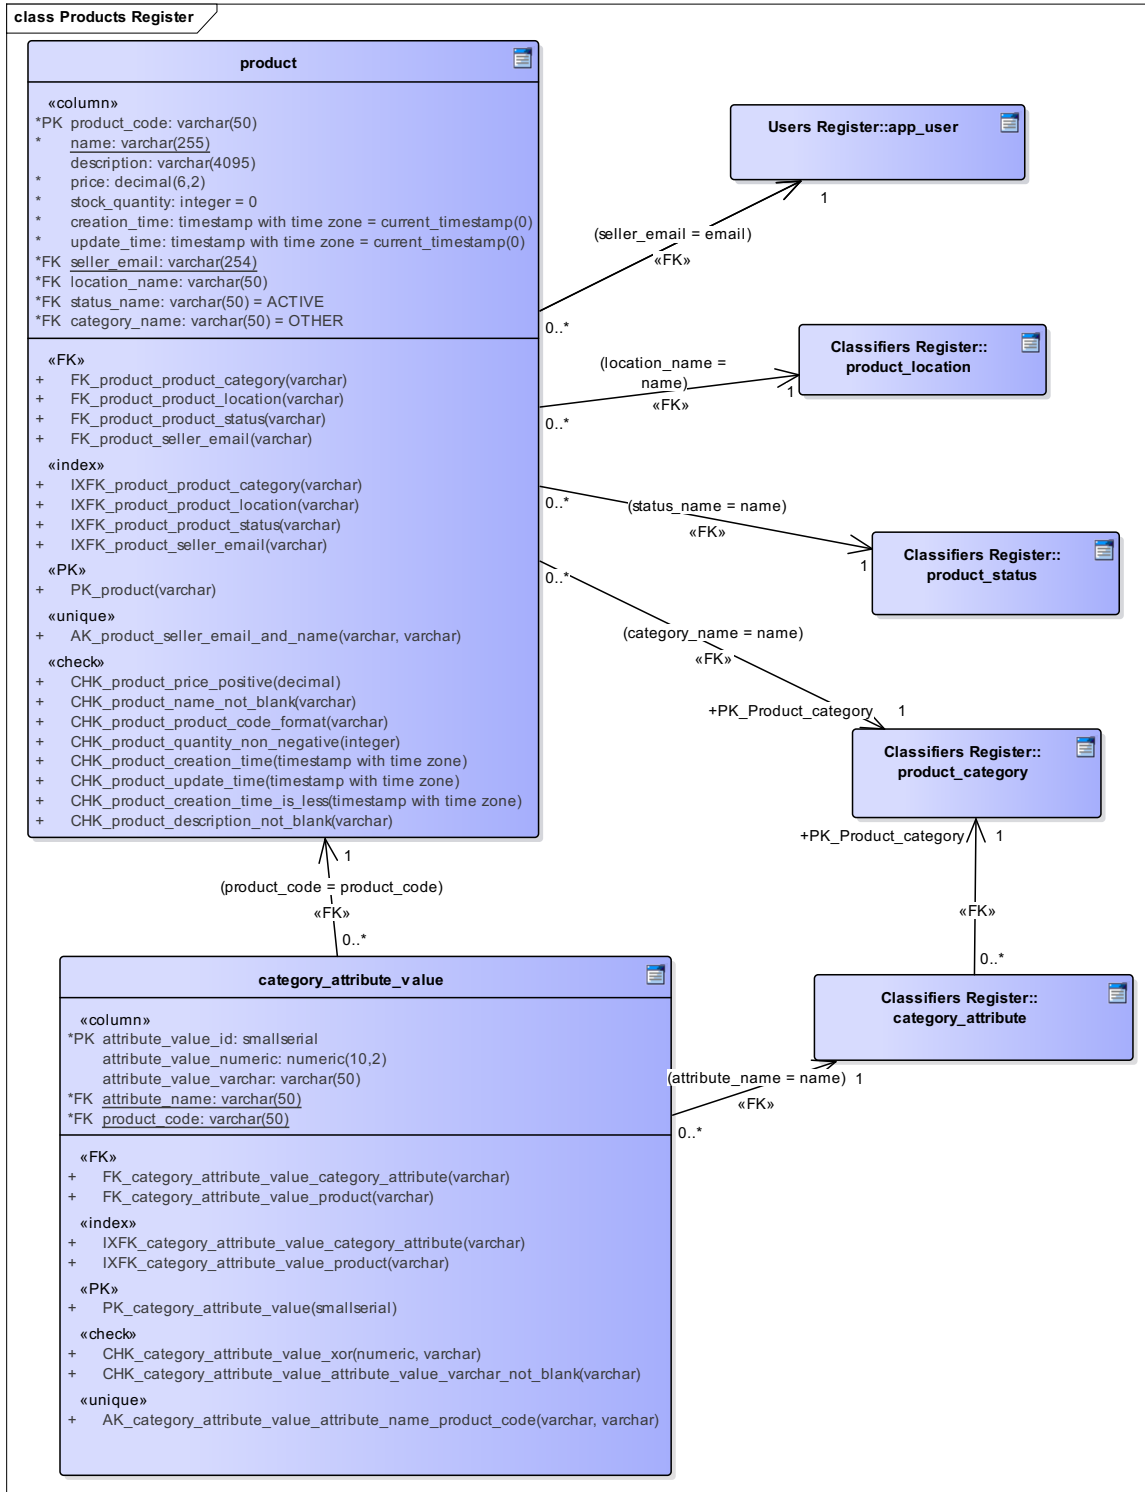 class Products Register
product
«column»
*PK product_code: varchar(50)
* name: varchar(255)
description: varchar(4095)
* price: decimal(6,2)
* stock_quantity: integer = 0
* creation_time: timestamp with time zone = current_timestamp(0)
* update_time: timestamp with time zone = current_timestamp(0)
*FK seller_email: varchar(254)
*FK location_name: varchar(50)
*FK status_name: varchar(50) = ACTIVE
*FK category_name: varchar(50) = OTHER
«FK»
+ FK_product_product_category(varchar)
+ FK_product_product_location(varchar)
+ FK_product_product_status(varchar)
+ FK_product_seller_email(varchar)
«index»
+ IXFK_product_product_category(varchar)
+ IXFK_product_product_location(varchar)
+ IXFK_product_product_status(varchar)
+ IXFK_product_seller_email(varchar)
«PK»
+ PK_product(varchar)
«unique»
+ AK_product_seller_email_and_name(varchar, varchar)
«check»
+ CHK_product_price_positive(decimal)
+ CHK_product_name_not_blank(varchar)
+ CHK_product_product_code_format(varchar)
+ CHK_product_quantity_non_negative(integer)
+ CHK_product_creation_time(timestamp with time zone)
+ CHK_product_update_time(timestamp with time zone)
+ CHK_product_creation_time_is_less(timestamp with time zone)
+ CHK_product_description_not_blank(varchar)
Users Register::app_user
1
(seller_email = email)
«FK»
0..*
Classifiers Register::
product_location
(location_name =
name)
1
«FK»
0..*
0..*
(status_name = name)
«FK»
1
Classifiers Register::
product_status
0..*
(category_name = name)
«FK»
+PK_Product_category 1
Classifiers Register::
product_category
+PK_Product_category 1
«FK»
0..*
Classifiers Register::
category_attribute
1
(product_code = product_code)
«FK»
0..*
(attribute_name = name) 1
«FK»
0..*
category_attribute_value
«column»
*PK attribute_value_id: smallserial
attribute_value_numeric: numeric(10,2)
attribute_value_varchar: varchar(50)
*FK attribute_name: varchar(50)
*FK product_code: varchar(50)
«FK»
+ FK_category_attribute_value_category_attribute(varchar)
+ FK_category_attribute_value_product(varchar)
«index»
+ IXFK_category_attribute_value_category_attribute(varchar)
+ IXFK_category_attribute_value_product(varchar)
«PK»
+ PK_category_attribute_value(smallserial)
«check»
+ CHK_category_attribute_value_xor(numeric, varchar)
+ CHK_category_attribute_value_attribute_value_varchar_not_blank(varchar)
«unique»
+ AK_category_attribute_value_attribute_name_product_code(varchar, varchar)